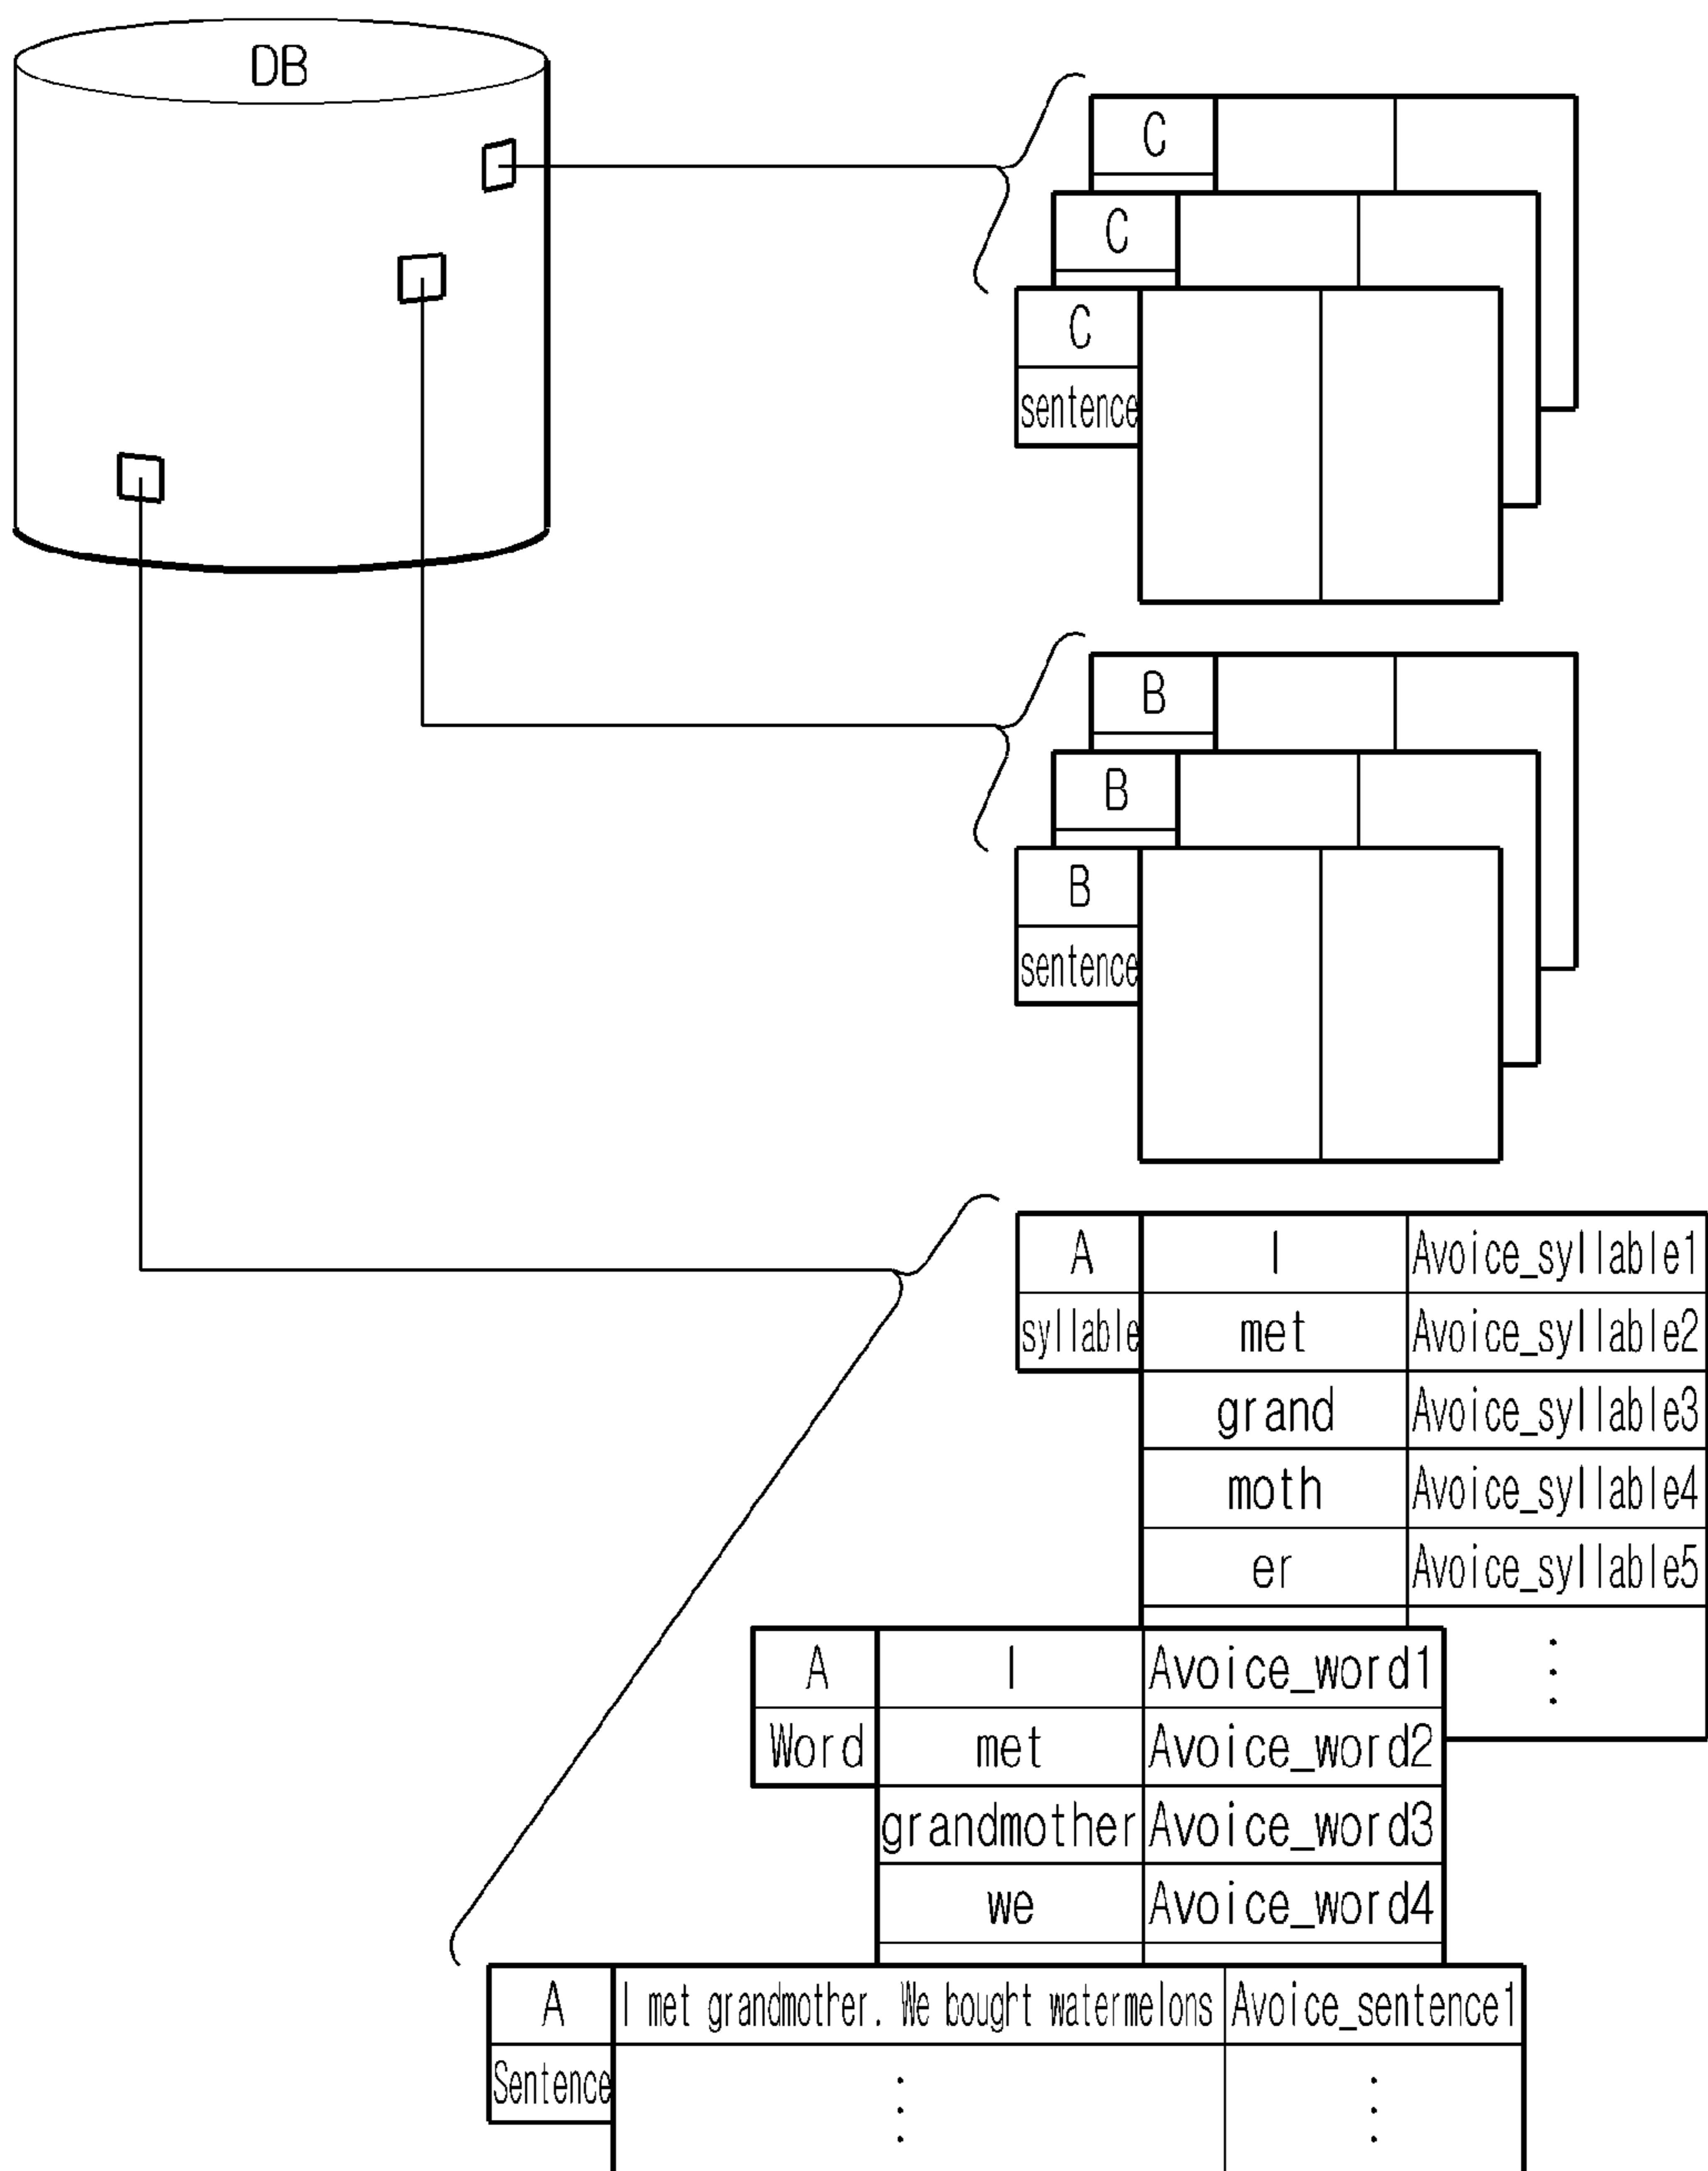 DB
C
C
C
sentence
B
B
B
sentence
A I Avoice_syllable1
syllable met Avoice_syllable2
grand Avoice_syllable3
moth Avoice_syllable4
er Avoice_syllable5
A I Avoice_word1
Word met Avoice_word2
grandmother Avoice_word3
we Avoice_word4
A I met grandmother. We bought watermelons Avoice_sentence1
Sentence